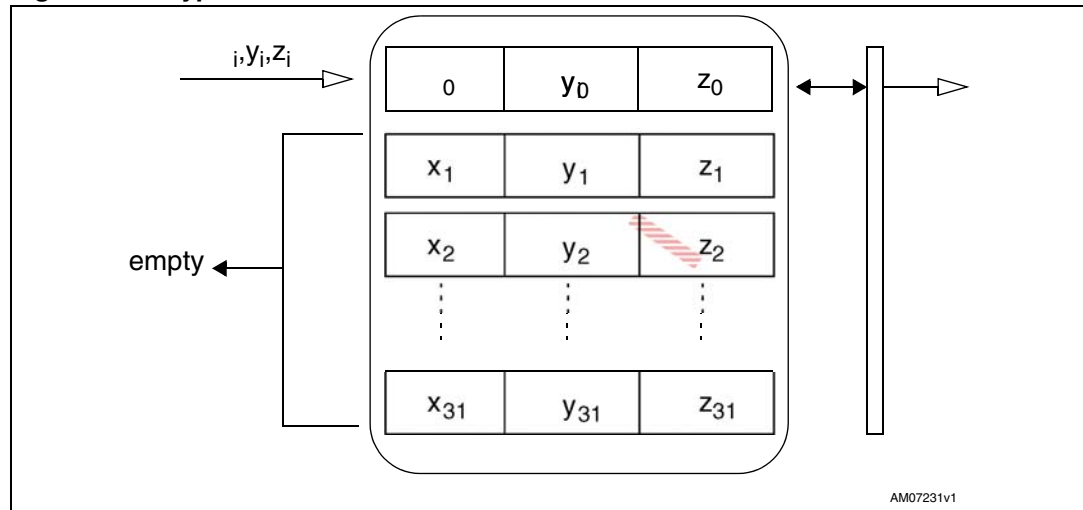 i,yi,zi
0 y0 z0
x1 y1 z1
x2 y2 z2
empty
x31 y31 z31
AM07231v1